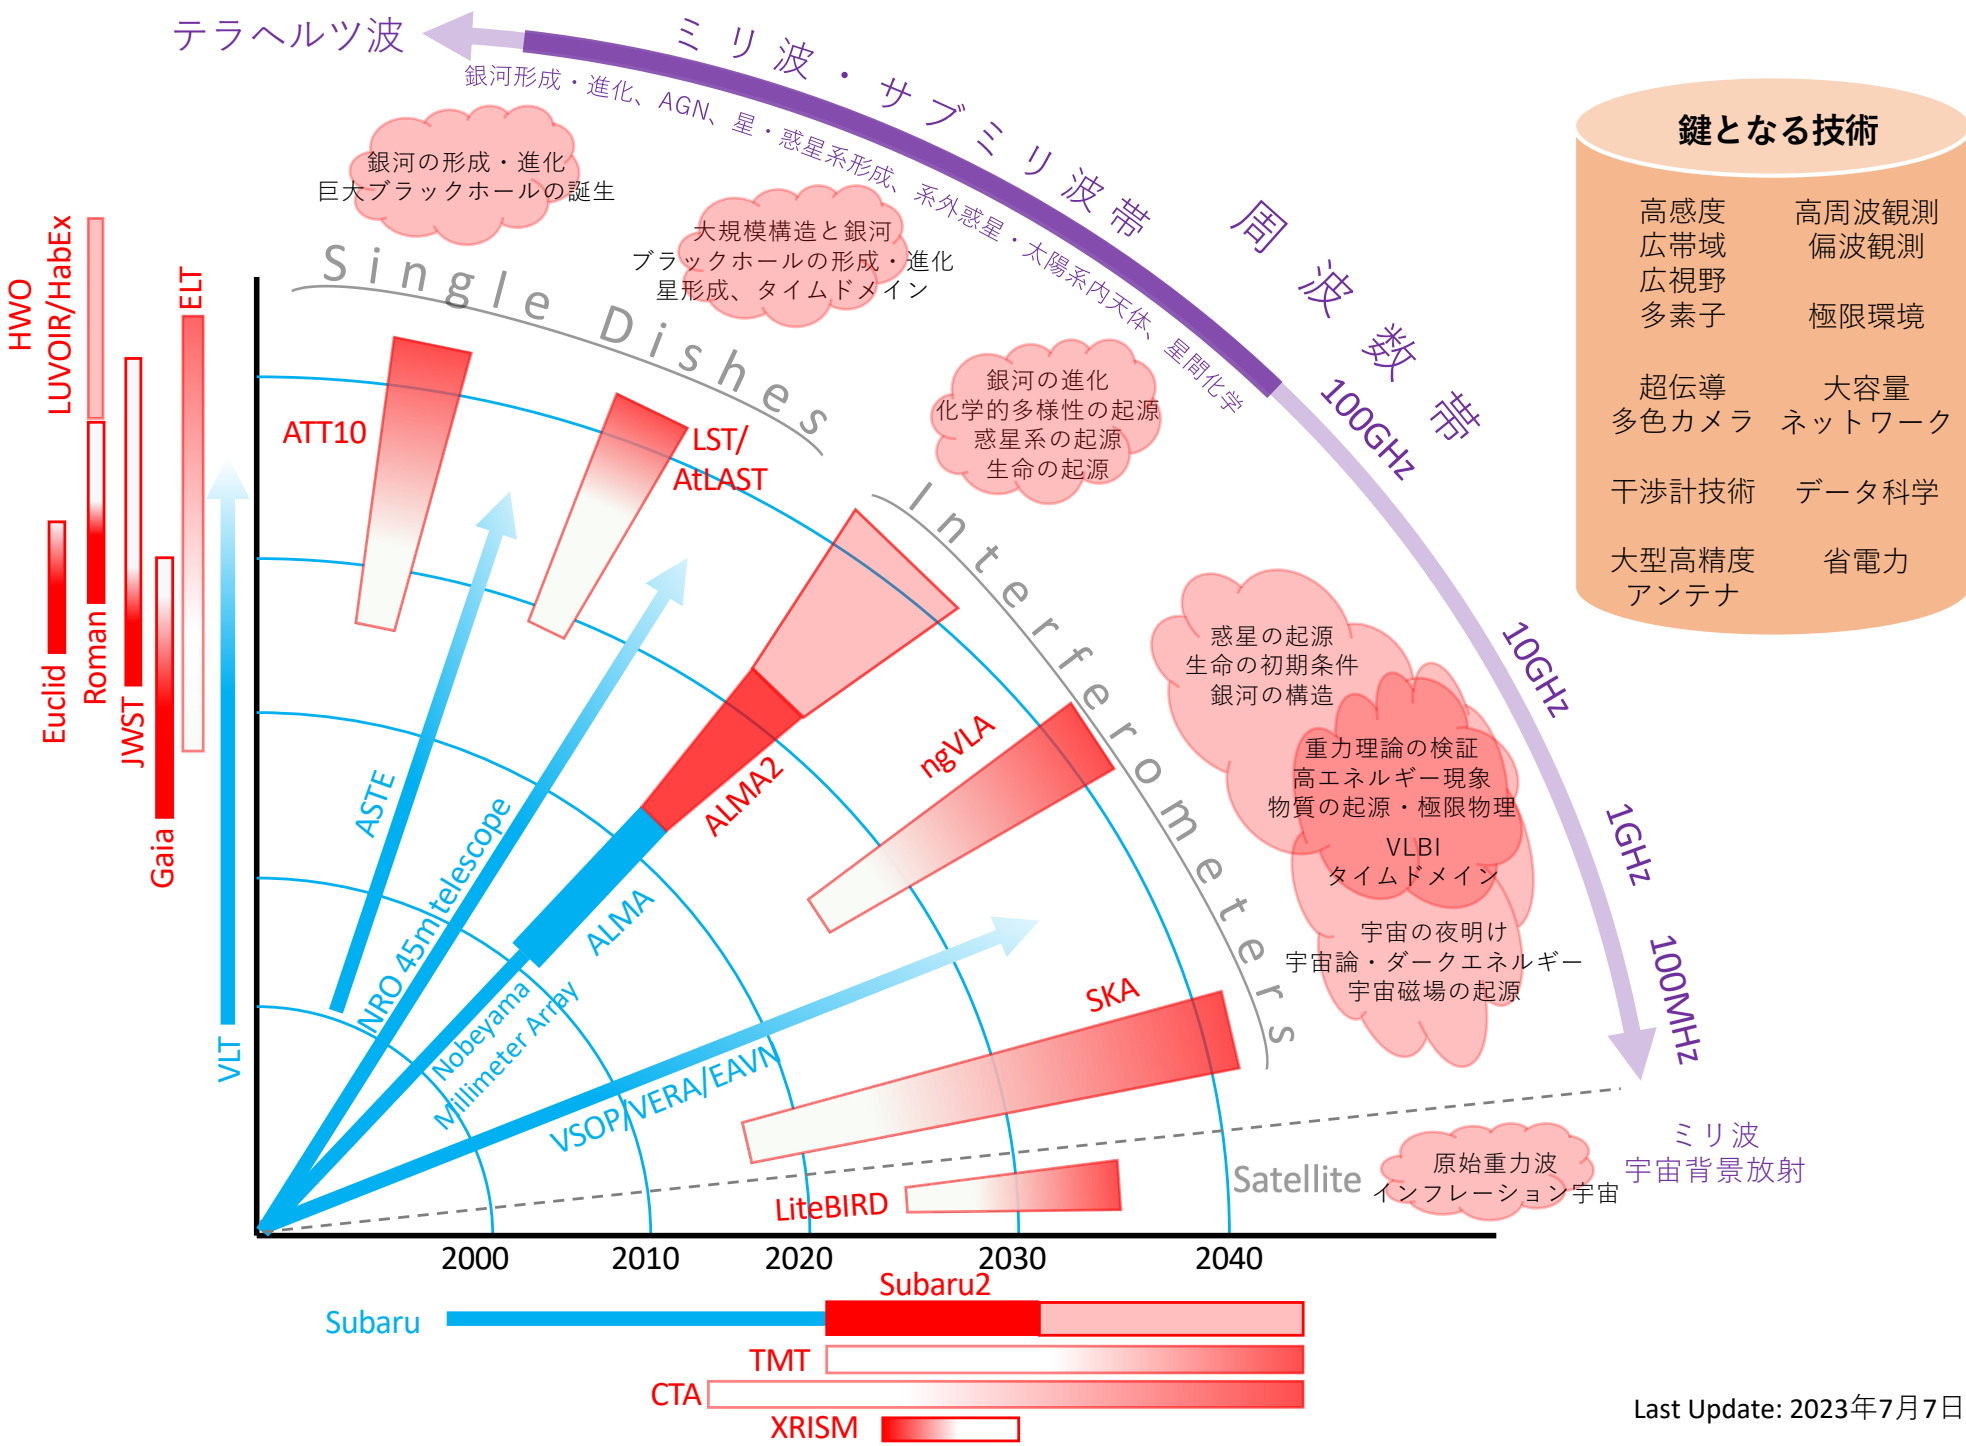 テラヘルツ波
ミリ波・サブミリ波帯
銀河形成・進化、AGN、星・惑星系形成、系外惑星・太陽系内天体、星間化学
周波数帯
100GHz
10GHz
1GHz
100MHz
鍵となる技術
高感度
広帯域
広視野
多素子
超伝導
多色カメラ
干渉計技術
大型高精度
アンテナ
高周波観測
偏波観測
極限環境
大容量
ネットワーク
データ科学
省電力
銀河の形成・進化
巨大ブラックホールの誕生
大規模構造と銀河
ブラックホールの形成・進化
星形成、タイムドメイン
銀河の進化
化学的多様性の起源
惑星系の起源
生命の起源
惑星の起源
生命の初期条件
銀河の構造
重力理論の検証
高エネルギー現象
物質の起源・極限物理
VLBI
タイムドメイン
宇宙の夜明け
宇宙論・ダークエネルギー
宇宙磁場の起源
Single Dishes
Interferometers
HWO
LUVOIR/HabEx
ELT
Euclid
Roman
JWST
Gaia
VLT
ATT10
LST/
AtLAST
ASTE
NRO 45m telescope
Nobeyama
Millimeter Array
ALMA
ALMA2
ngVLA
VSOP/VERA/EAVN
SKA
LiteBIRD
Satellite
原始重力波
インフレーション宇宙
ミリ波
宇宙背景放射
2000
2010
2020
2030
2040
Subaru2
Subaru
TMT
CTA
XRISM
Last Update: 2023年7月7日